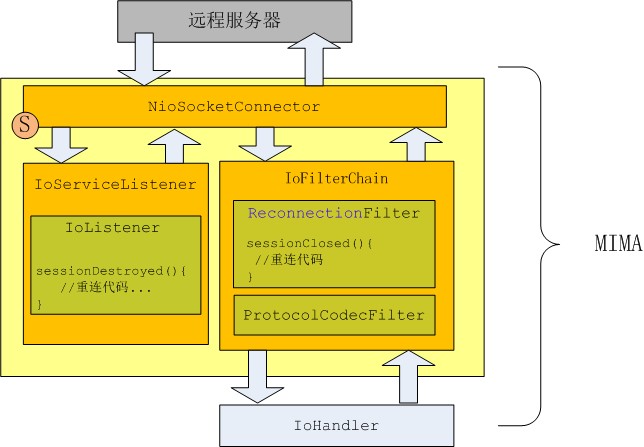 远程服务器
NioSocketConnector
S
IoServiceListener
IoListener
sessionDestroyed(){
//重连代码...
}
IoFilterChain
ReconnectionFilter
sessionClosed(){
//重连代码
}
ProtocolCodecFilter
IoHandler
MIMA